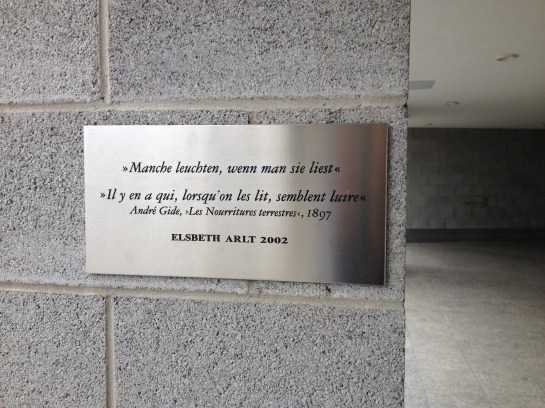 »Manche leuchten, wenn man sie liest«
»Il y en a qui, lorsqu'on les lit, semblent luire«
André Gide, ›Les Nourritures terrestres‹, 1897
ELSBETH ARLT 2002